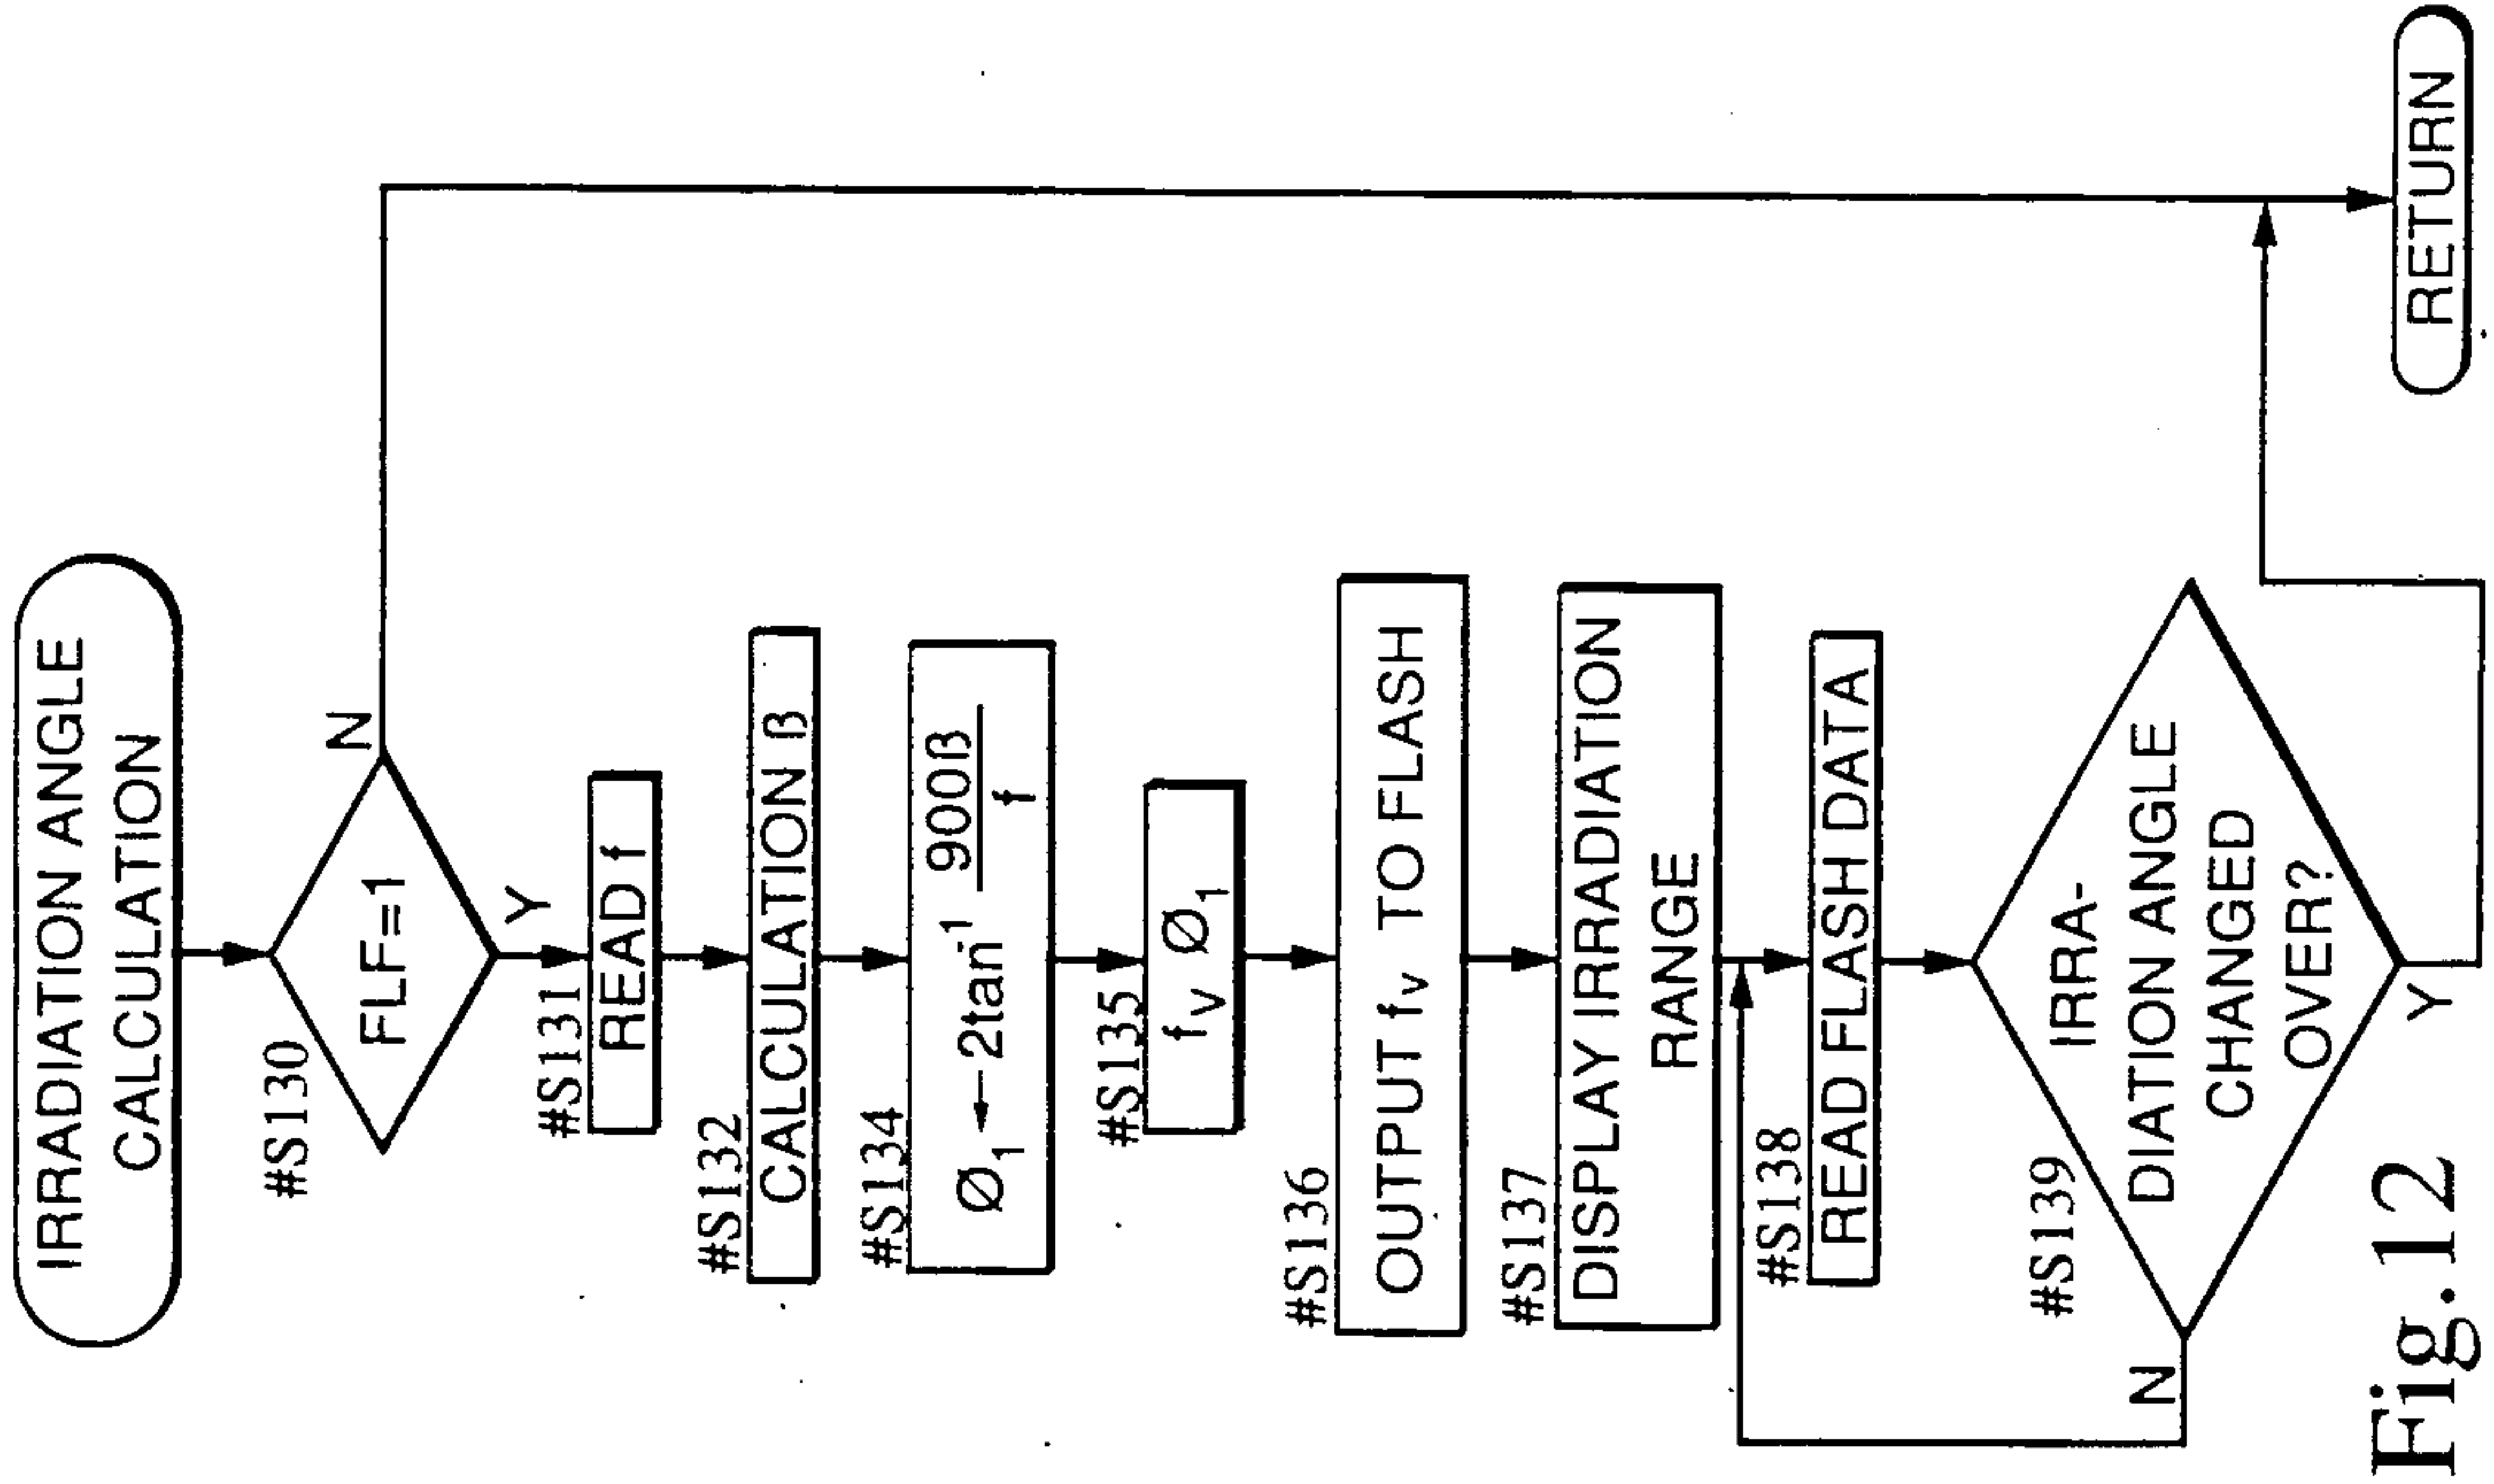 IRRADIATION ANGLE
CALCULATION
#S130
FLF=1
N
Y
#S131
READ f
#S132
CALCULATION β
#S134
Ø₁ ← 2tan⁻¹ 900β
f
#S135
fᵥ Ø₁
#S136
OUTPUT fᵥ TO FLASH
#S137
DISPLAY IRRADIATION
RANGE
#S138
READ FLASH DATA
#S139
IRRA-
DIATION ANGLE
CHANGED
OVER?
N
Y
RETURN
Fig.12